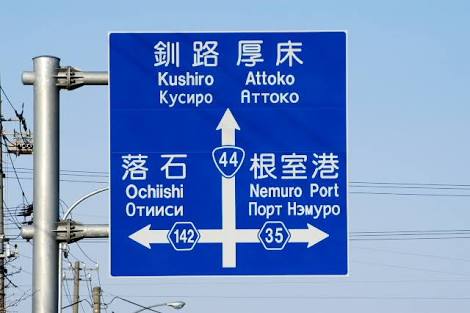 釧路 厚床
Kushiro Attoko
Кусиро Аттоко
44
落石
Ochiishi
Отииси
根室港
Nemuro Port
Порт Нэмуро
142
35